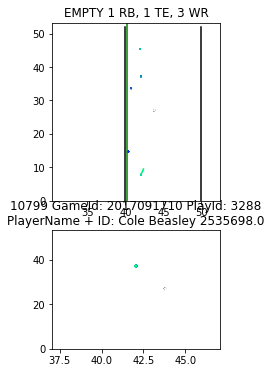 EMPTY 1 RB, 1 TE, 3 WR
50
40
30
20
10
0
35 40 45 50
10799 GameId: 2017091710 PlayId: 3288
PlayerName + ID: Cole Beasley 2535698.0
40
20
0
37.5 40.0 42.5 45.0